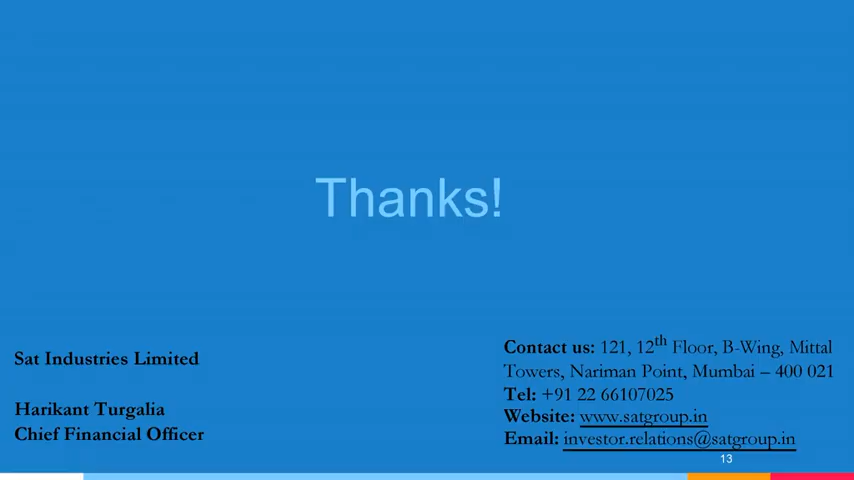 Thanks!
Sat Industries Limited
Harikant Turgalia
Chief Financial Officer
Contact us: 121, 12th Floor, B-Wing, Mittal
Towers, Nariman Point, Mumbai – 400 021
Tel: +91 22 66107025
Website: www.satgroup.in
Email: investor.relations@satgroup.in
13